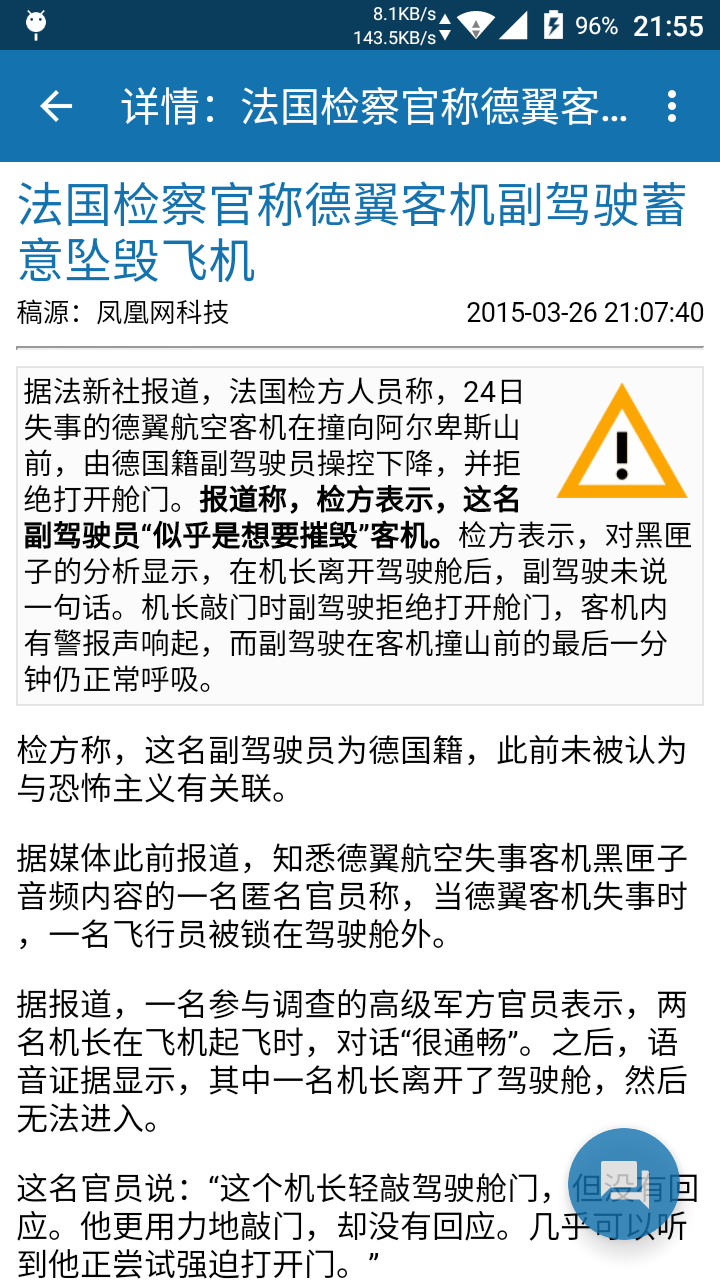 8.1KB/s
143.5KB/s
96%
21:55
详情：法国检察官称德翼客...
法国检察官称德翼客机副驾驶蓄
意坠毁飞机
稿源：凤凰网科技
2015-03-26 21:07:40
据法新社报道，法国检方人员称，24日
失事的德翼航空客机在撞向阿尔卑斯山
前，由德国籍副驾驶员操控下降，并拒
绝打开舱门。报道称，检方表示，这名
副驾驶员“似乎是想要摧毁”客机。检方表示，对黑匣
子的分析显示，在机长离开驾驶舱后，副驾驶未说
一句话。机长敲门时副驾驶拒绝打开舱门，客机内
有警报声响起，而副驾驶在客机撞山前的最后一分
钟仍正常呼吸。
检方称，这名副驾驶员为德国籍，此前未被认为
与恐怖主义有关联。
据媒体此前报道，知悉德翼航空失事客机黑匣子
音频内容的一名匿名官员称，当德翼客机失事时
，一名飞行员被锁在驾驶舱外。
据报道，一名参与调查的高级军方官员表示，两
名机长在飞机起飞时，对话“很通畅”。之后，语
音证据显示，其中一名机长离开了驾驶舱，然后
无法进入。
这名官员说：“这个机长轻敲驾驶舱门，但没有回
应。他更用力地敲门，却没有回应。几乎可以听
到他正尝试强迫打开门。”